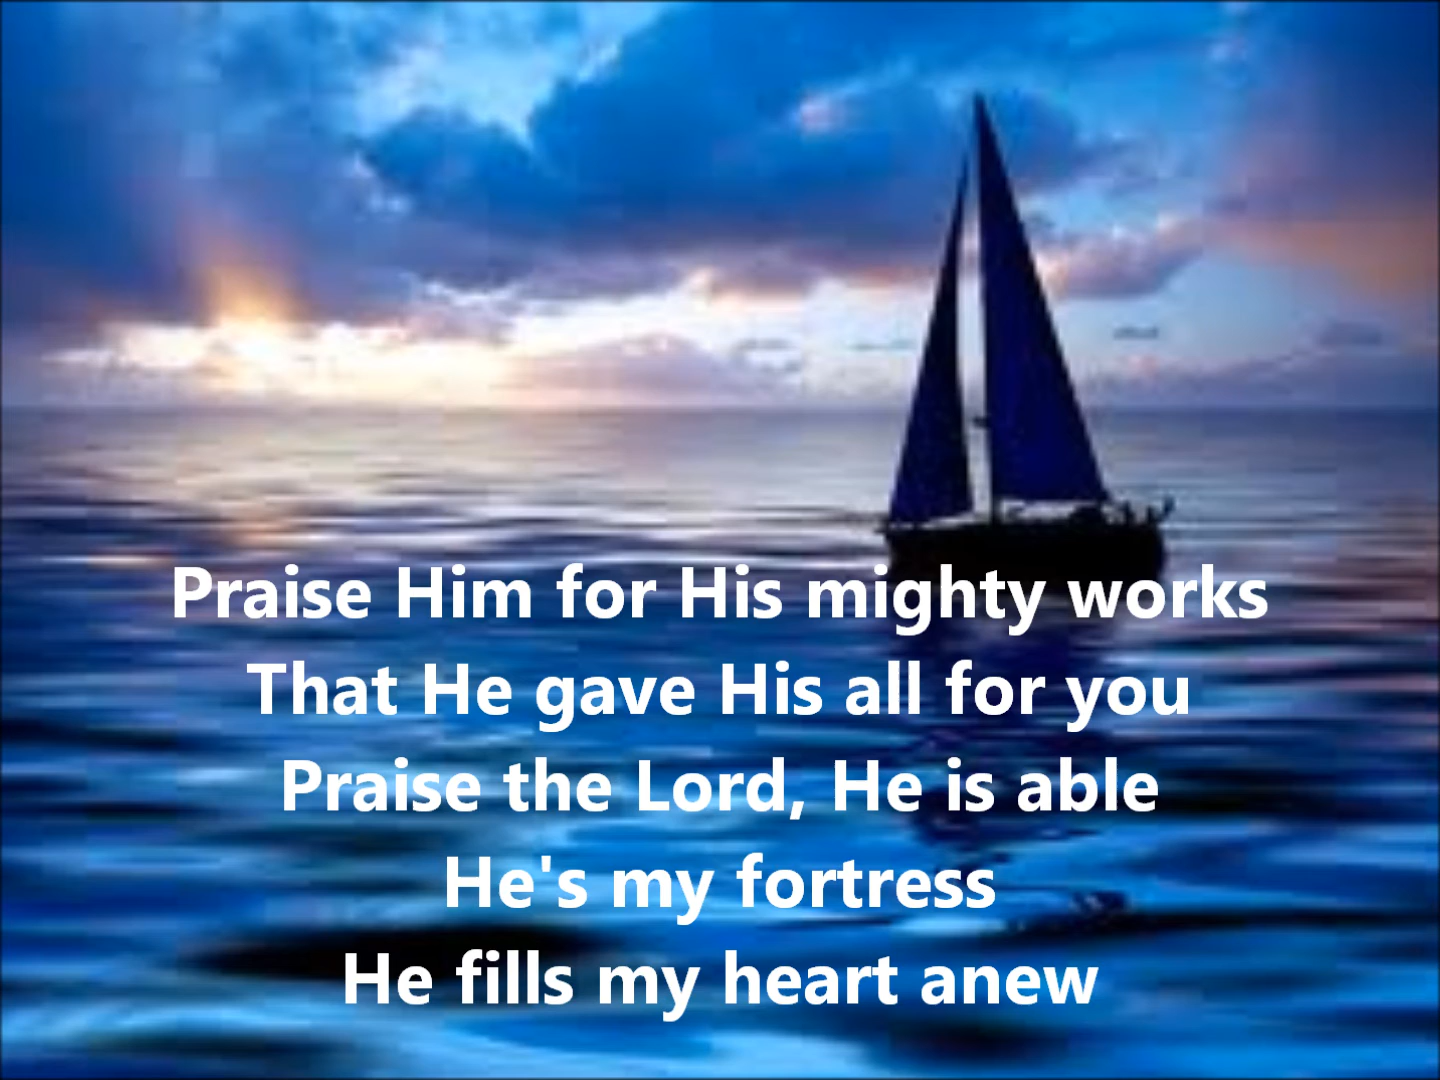 Praise Him for His mighty works
That He gave His all for you
Praise the Lord, He is able
He's my fortress
He fills my heart anew